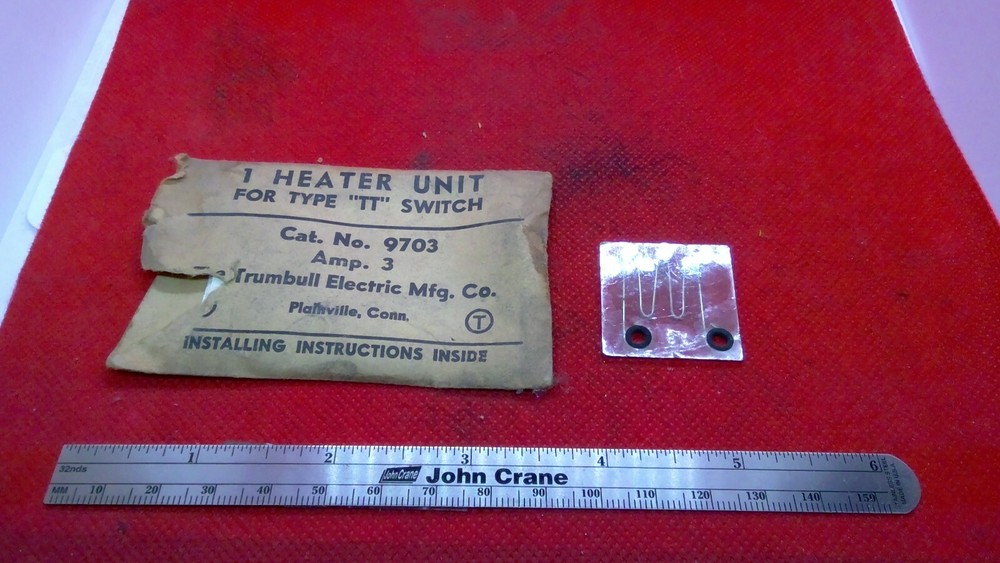 1 HEATER UNIT
FOR TYPE "TT" SWITCH
Cat. No. 9703
Amp. 3
The Trumbull Electric Mfg. Co.
Plainville, Conn.
T
INSTALLING INSTRUCTIONS INSIDE
1 2 3 4 5 6
32nds
John Crane John Crane
MM 10 20 30 40 50 60 70 80 90 100 110 120 130 140 159